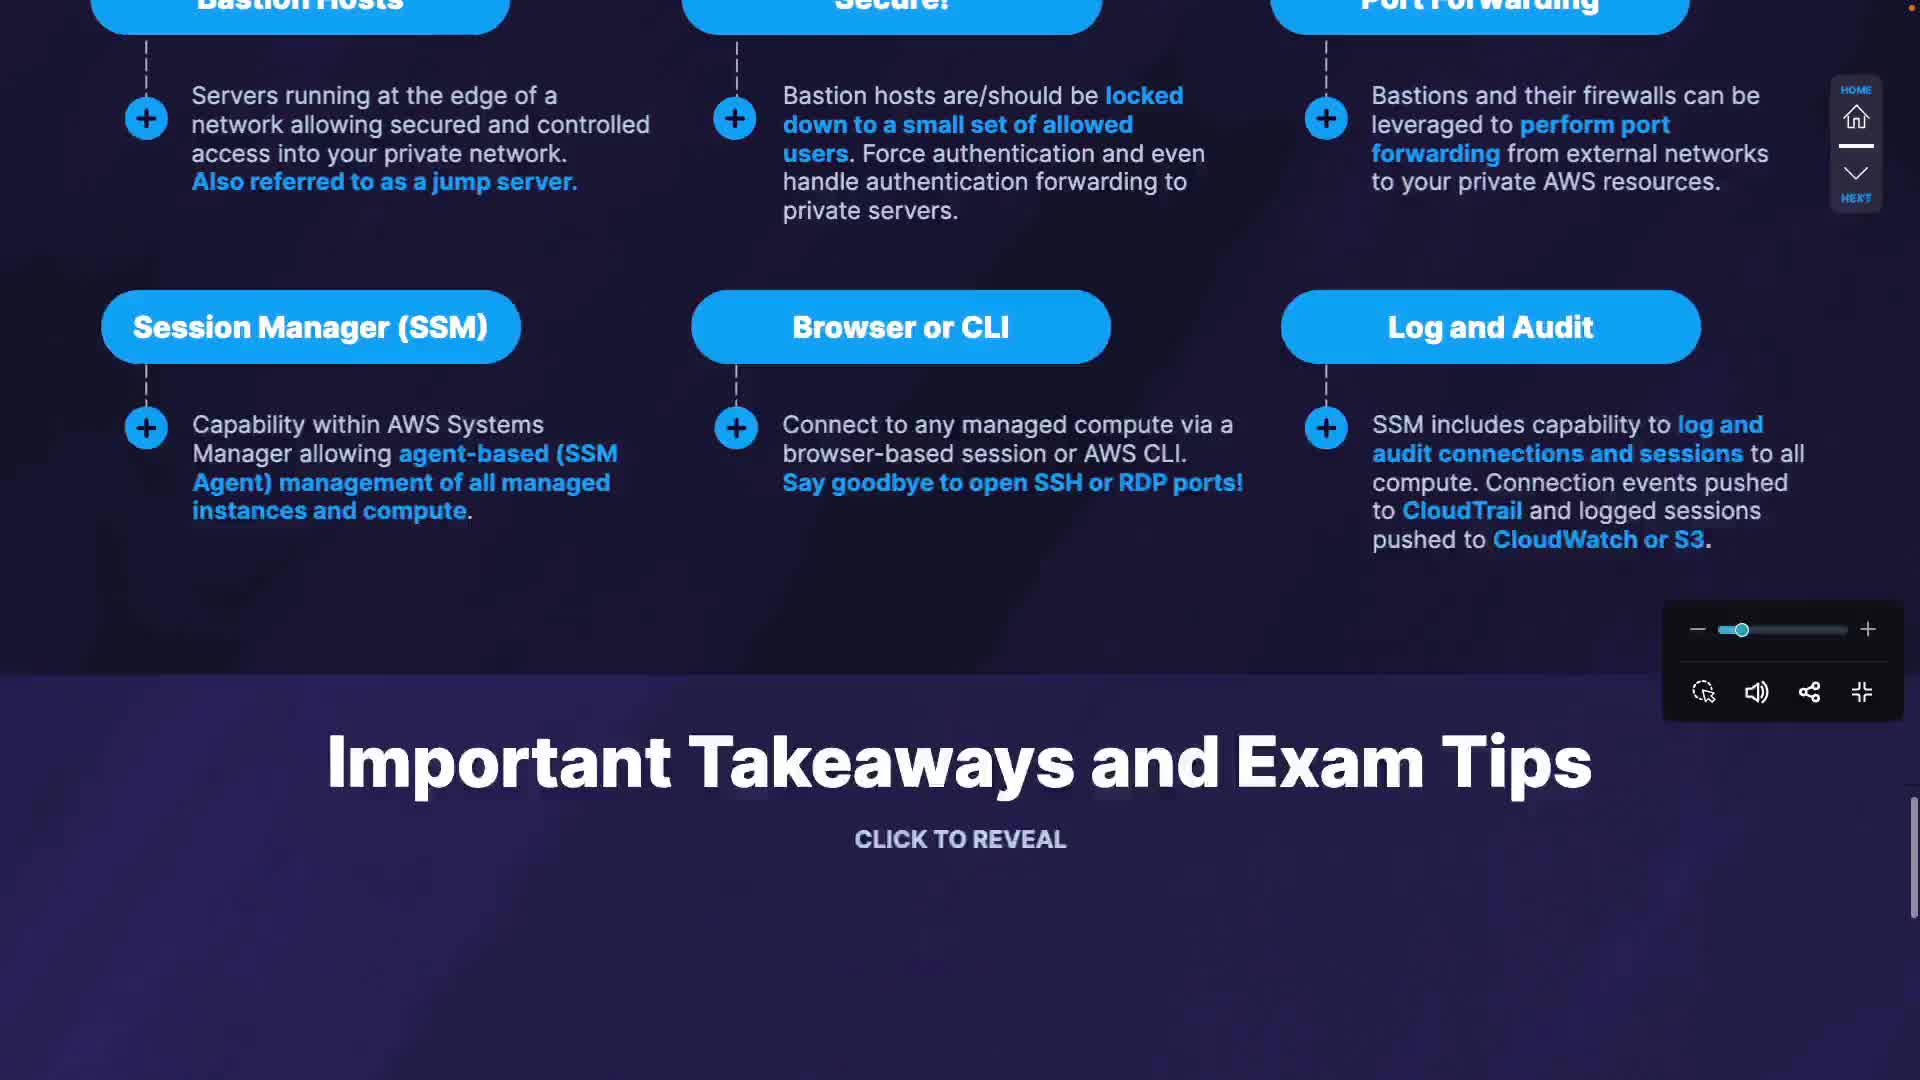 Bastion Hosts
Servers running at the edge of a
network allowing secured and controlled
access into your private network.
Also referred to as a jump server.
Secure!
Bastion hosts are/should be locked
down to a small set of allowed
users. Force authentication and even
handle authentication forwarding to
private servers.
Port Forwarding
Bastions and their firewalls can be
leveraged to perform port
forwarding from external networks
to your private AWS resources.
HOME
NEXT
Session Manager (SSM)
Capability within AWS Systems
Manager allowing agent-based (SSM
Agent) management of all managed
instances and compute.
Browser or CLI
Connect to any managed compute via a
browser-based session or AWS CLI.
Say goodbye to open SSH or RDP ports!
Log and Audit
SSM includes capability to log and
audit connections and sessions to all
compute. Connection events pushed
to CloudTrail and logged sessions
pushed to CloudWatch or S3.
Important Takeaways and Exam Tips
CLICK TO REVEAL